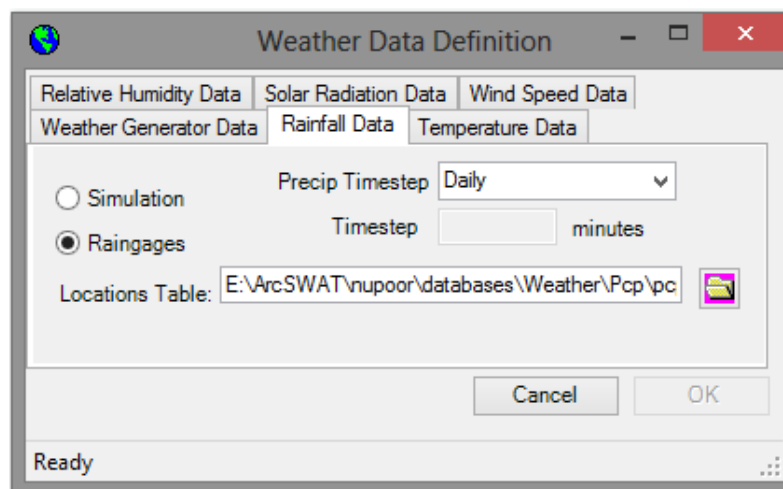 Weather Data Definition
Relative Humidity Data Solar Radiation Data Wind Speed Data
Weather Generator Data Rainfall Data Temperature Data
Simulation
Precip Timestep Daily
Raingages
Timestep minutes
Locations Table: E:\ArcSWAT\nupoor\databases\Weather\Pcp\pc
Cancel OK
Ready